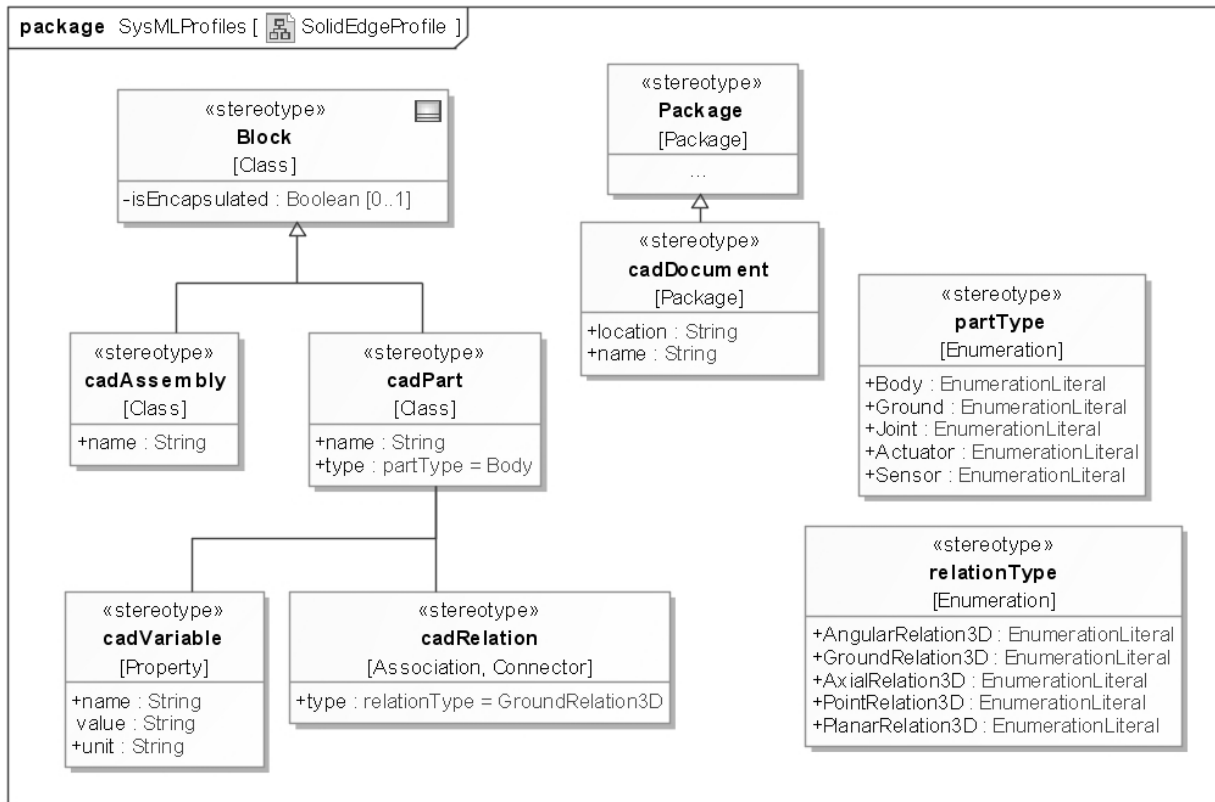 package SysMLProfiles [ SolidEdgeProfile ]
«stereotype»
Block
[Class]
-isEncapsulated : Boolean [0..1]
«stereotype»
Package
[Package]
...
«stereotype»
cadDocument
[Package]
+location : String
+name : String
«stereotype»
cadAssembly
[Class]
+name : String
«stereotype»
cadPart
[Class]
+name : String
+type : partType = Body
«stereotype»
partType
[Enumeration]
+Body : EnumerationLiteral
+Ground : EnumerationLiteral
+Joint : EnumerationLiteral
+Actuator : EnumerationLiteral
+Sensor : EnumerationLiteral
«stereotype»
cadVariable
[Property]
+name : String
value : String
+unit : String
«stereotype»
cadRelation
[Association, Connector]
+type : relationType = GroundRelation3D
«stereotype»
relationType
[Enumeration]
+AngularRelation3D : EnumerationLiteral
+GroundRelation3D : EnumerationLiteral
+AxialRelation3D : EnumerationLiteral
+PointRelation3D : EnumerationLiteral
+PlanarRelation3D : EnumerationLiteral